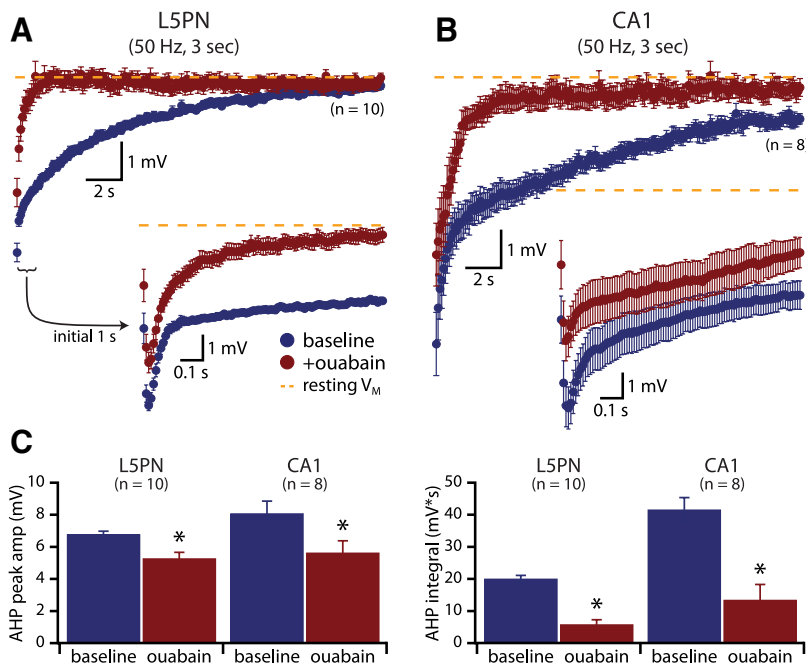 A
L5PN
(50 Hz, 3 sec)
(n = 10)
1 mV
2 s
initial 1 s
1 mV
0.1 s
baseline
+ouabain
resting VM
B
CA1
(50 Hz, 3 sec)
(n = 8
1 mV
2 s
1 mV
0.1 s
C
L5PN
(n = 10)
CA1
(n = 8)
AHP peak amp (mV)
10
8
6
4
2
0
*
*
baseline
ouabain
baseline
ouabain
L5PN
(n = 10)
CA1
(n = 8)
AHP integral (mV*s)
50
40
30
20
10
0
*
*
baseline
ouabain
baseline
ouabain